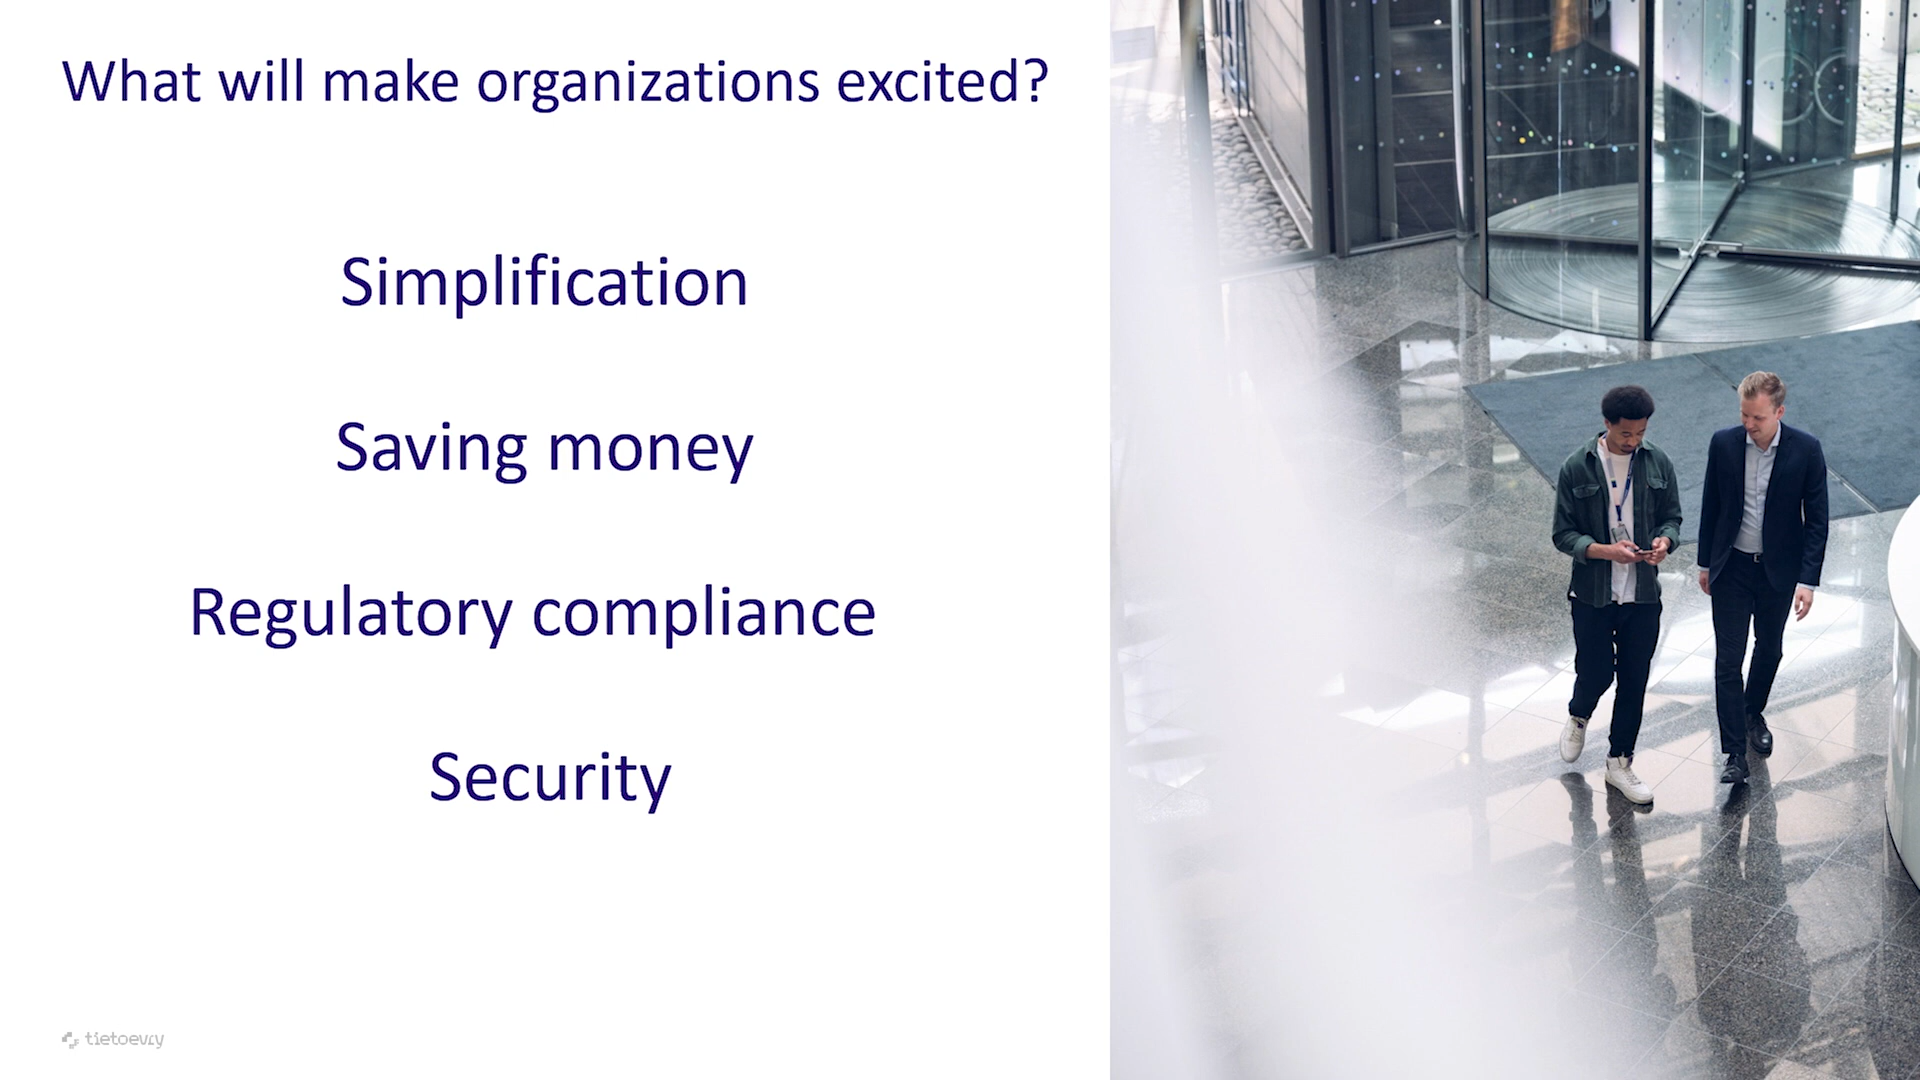 What will make organizations excited?
Simplification
Saving money
Regulatory compliance
Security
tietoevry